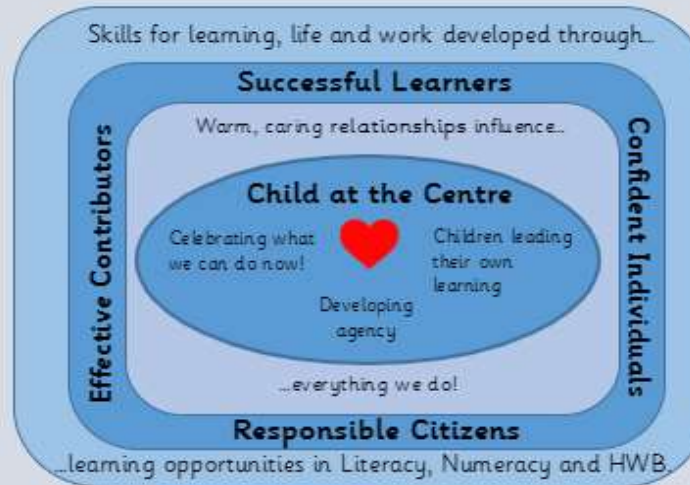 Skills for learning, life and work developed through...
Successful Learners
Warm, caring relationships influence...
Effective Contributors
Confident Individuals
Child at the Centre
Celebrating what
we can do now!
Children leading
their own
learning
Developing
agency
...everything we do!
Responsible Citizens
...learning opportunities in Literacy, Numeracy and HWB.